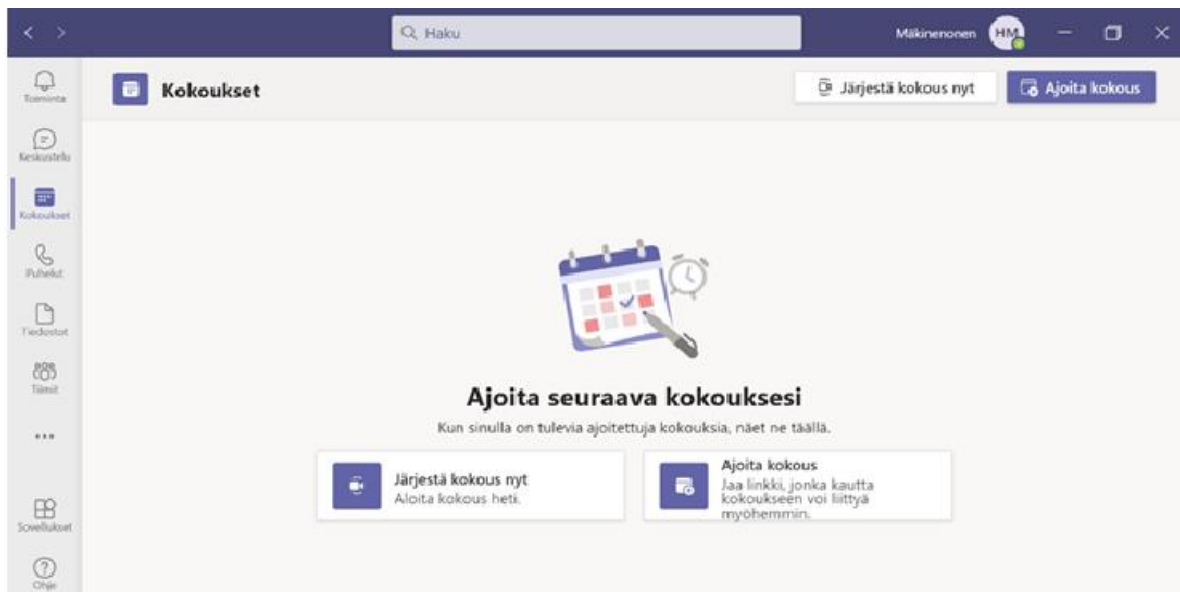 Haku
Mäkinenonen
HM
Toiminta
Kokoukset
Järjestä kokous nyt
Ajoita kokous
Keskustelu
Kokoukset
Puhelut
Tiedostot
Tiimit
Ajoita seuraava kokouksesi
Kun sinulla on tulevia ajoitettuja kokouksia, näet ne täällä.
Järjestä kokous nyt
Aloita kokous heti.
Ajoita kokous
Jaa linkki, jonka kautta
kokoukseen voi liittyä
myöhemmin.
Sovellukset
Ohje